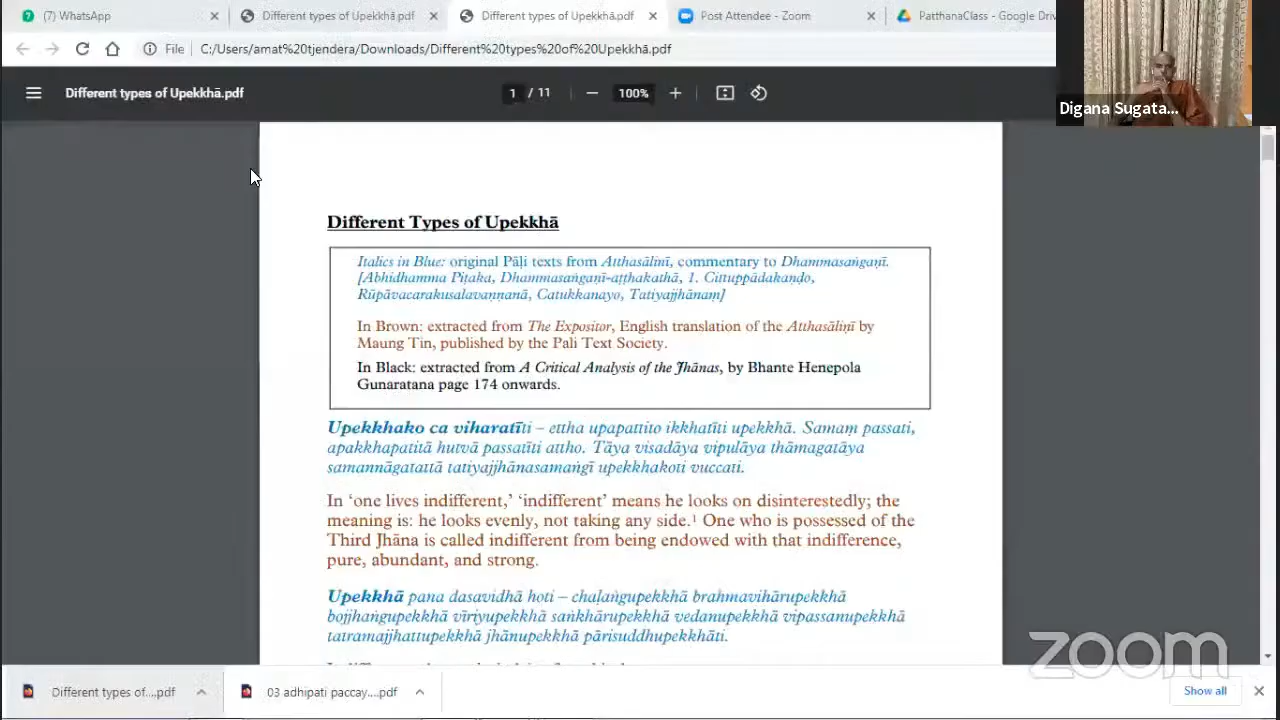 (7) WhatsApp
Different types of Upekkhā.pdf
Different types of Upekkhā.pdf
Post Attendee - Zoom
PatthanaClass - Google Driv
File C:/Users/amat%20tjendera/Downloads/Different%20types%20of%20Upekkhā.pdf
Different types of Upekkhā.pdf
1 / 11
100%
Digana Sugata...
Different Types of Upekkhā
Italics in Blue: original Pāḷi texts from Atthasālinī, commentary to Dhammasaṅgaṇī.
[Abhidhamma Piṭaka, Dhammasaṅgaṇī-aṭṭhakathā, 1. Cittuppādakaṇḍo,
Rūpāvacarakusalavaṇṇanā, Catukkanayo, Tatiyajjhānaṃ]
In Brown: extracted from The Expositor, English translation of the Atthasālinī by
Maung Tin, published by the Pali Text Society.
In Black: extracted from A Critical Analysis of the Jhānas, by Bhante Henepola
Gunaratana page 174 onwards.
Upekkhako ca viharatīti – ettha upapattito ikkhatīti upekkhā. Samaṃ passati,
apakkhapatitā hutvā passatīti attho. Tāya visadāya vipulāya thāmagatāya
samannāgatattā tatiyajjhānasamaṅgī upekkhakoti vuccati.
In ‘one lives indifferent,’ ‘indifferent’ means he looks on disinterestedly; the
meaning is: he looks evenly, not taking any side.¹ One who is possessed of the
Third Jhāna is called indifferent from being endowed with that indifference,
pure, abundant, and strong.
Upekkhā pana dasavidhā hoti – chaḷaṅgupekkhā brahmavihārupekkhā
bojjhaṅgupekkhā vīriyupekkhā saṅkhārupekkhā vedanupekkhā vipassanupekkhā
tatramajjhattupekkhā jhānupekkhā pārisuddhupekkhāti.
zoom
Different types of....pdf
03 adhipati paccay....pdf
Show all